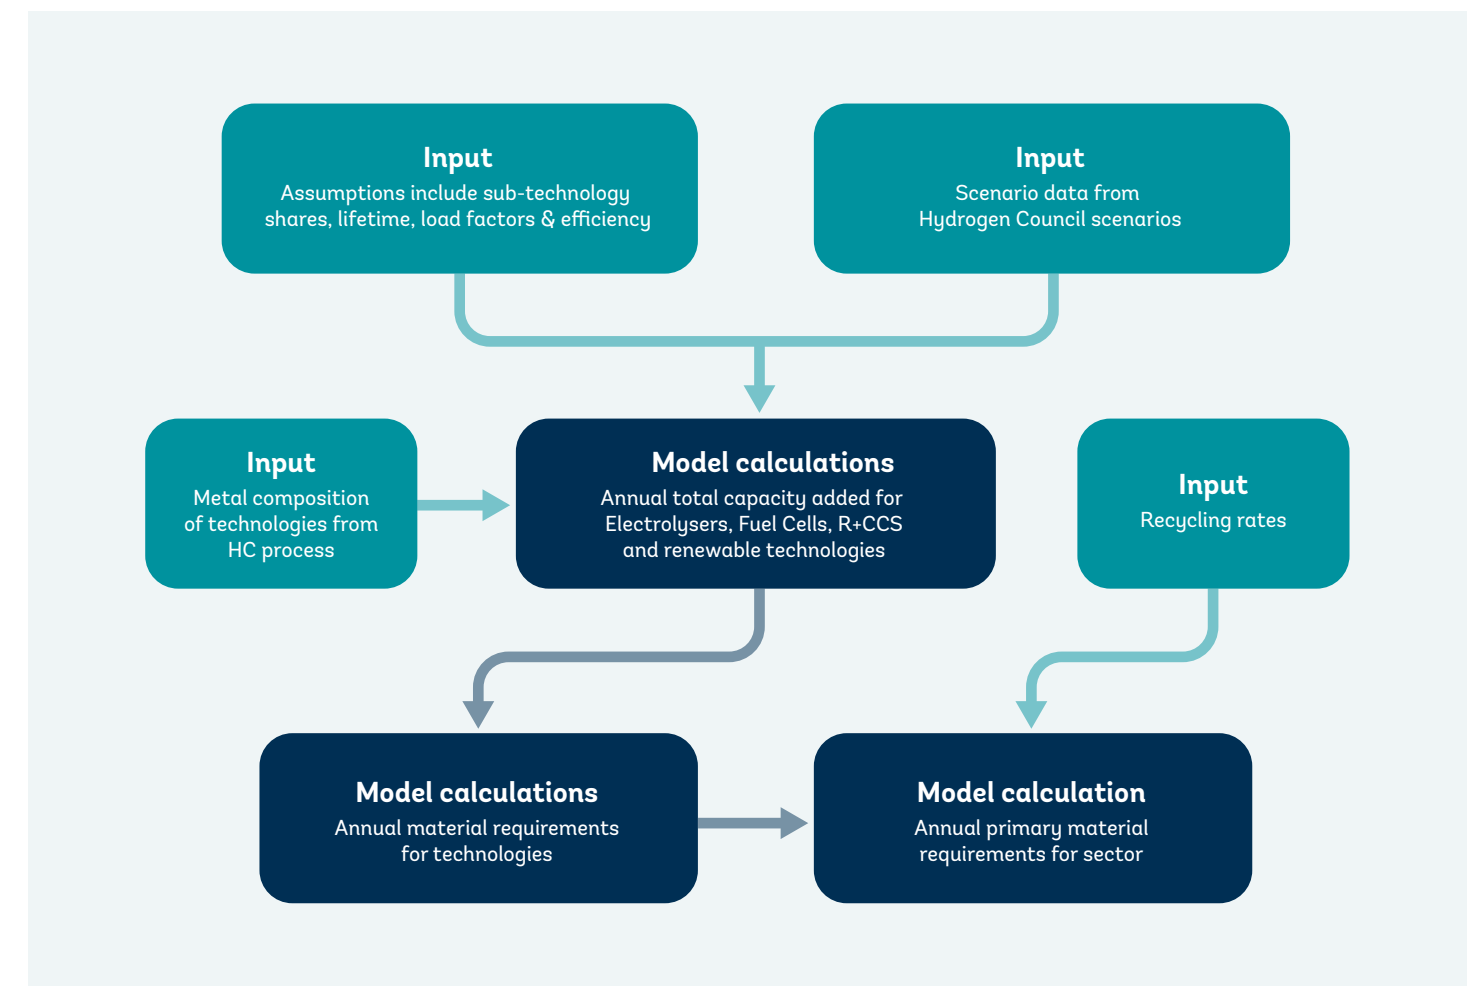 Input
Assumptions include sub-technology
shares, lifetime, load factors & efficiency
Input
Scenario data from
Hydrogen Council scenarios
Input
Metal composition
of technologies from
HC process
Model calculations
Annual total capacity added for
Electrolysers, Fuel Cells, R+CCS
and renewable technologies
Input
Recycling rates
Model calculations
Annual material requirements
for technologies
Model calculation
Annual primary material
requirements for sector